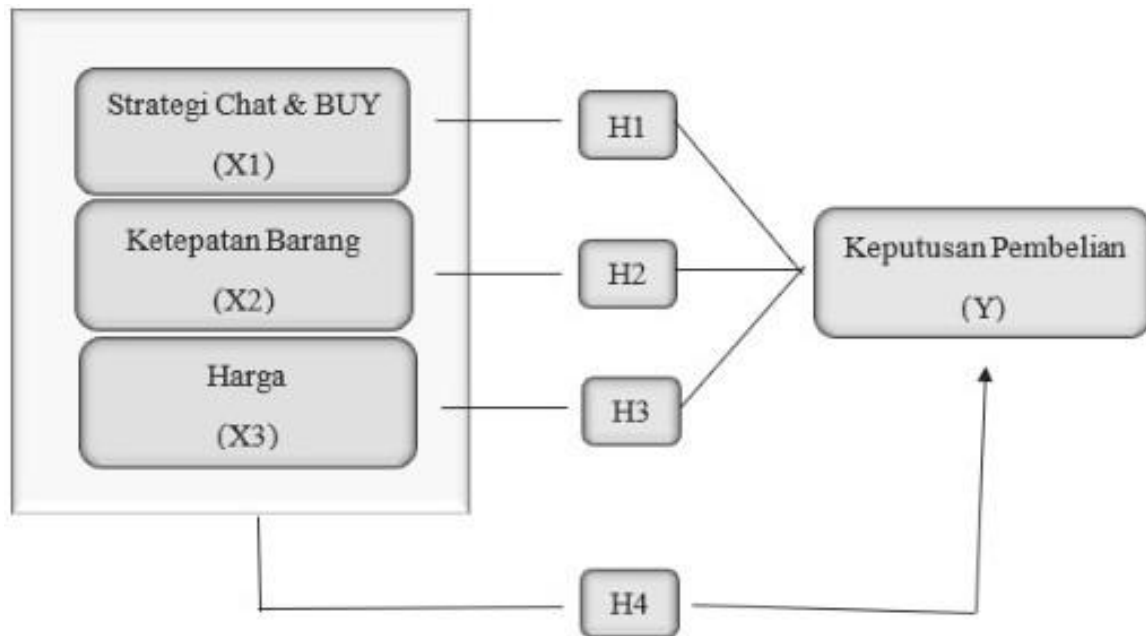 Strategi Chat & BUY
(X1)
H1
Ketepatan Barang
(X2)
H2
Keputusan Pembelian
(Y)
Harga
(X3)
H3
H4